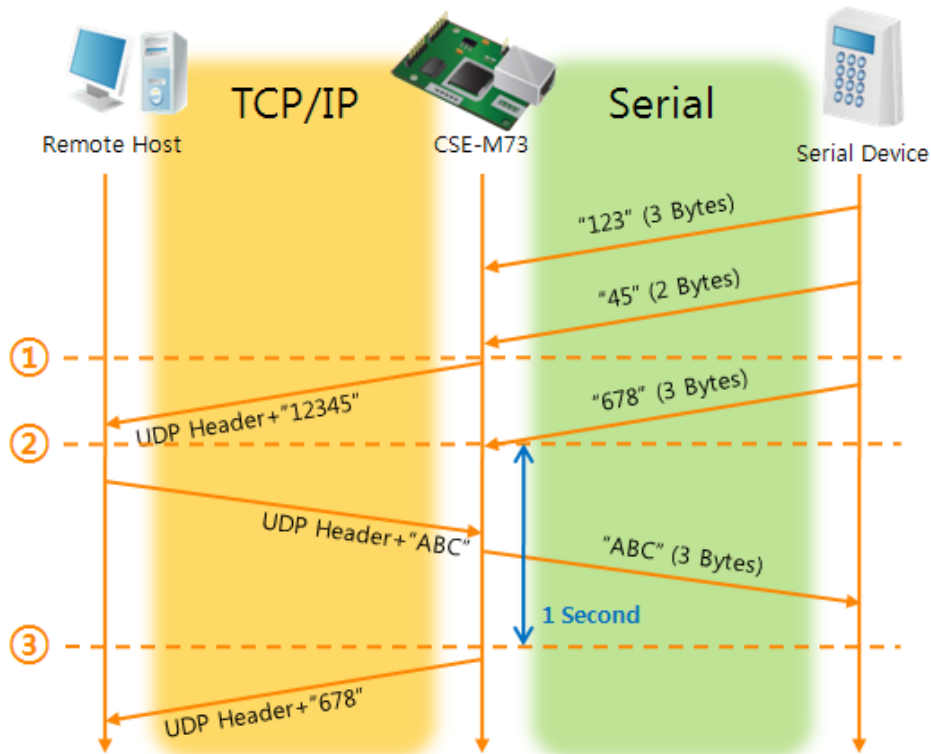 TCP/IP
Serial
Remote Host
CSE-M73
Serial Device
"123" (3 Bytes)
"45" (2 Bytes)
①
"678" (3 Bytes)
UDP Header+"12345"
②
UDP Header+"ABC"
"ABC" (3 Bytes)
1 Second
③
UDP Header+"678"